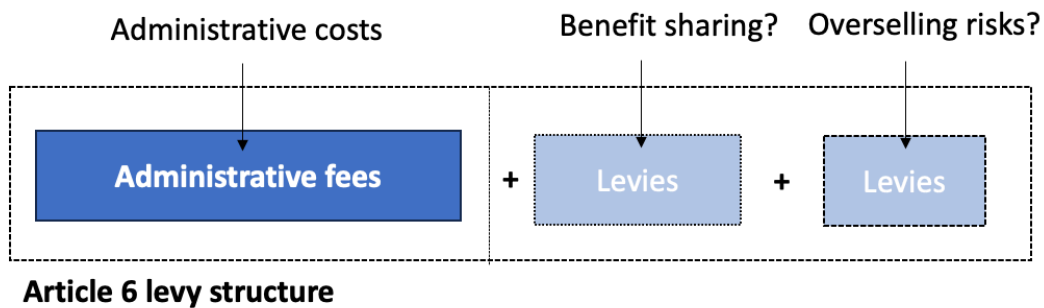 Administrative costs
Benefit sharing?
Overselling risks?
Administrative fees
+
Levies
+
Levies
Article 6 levy structure